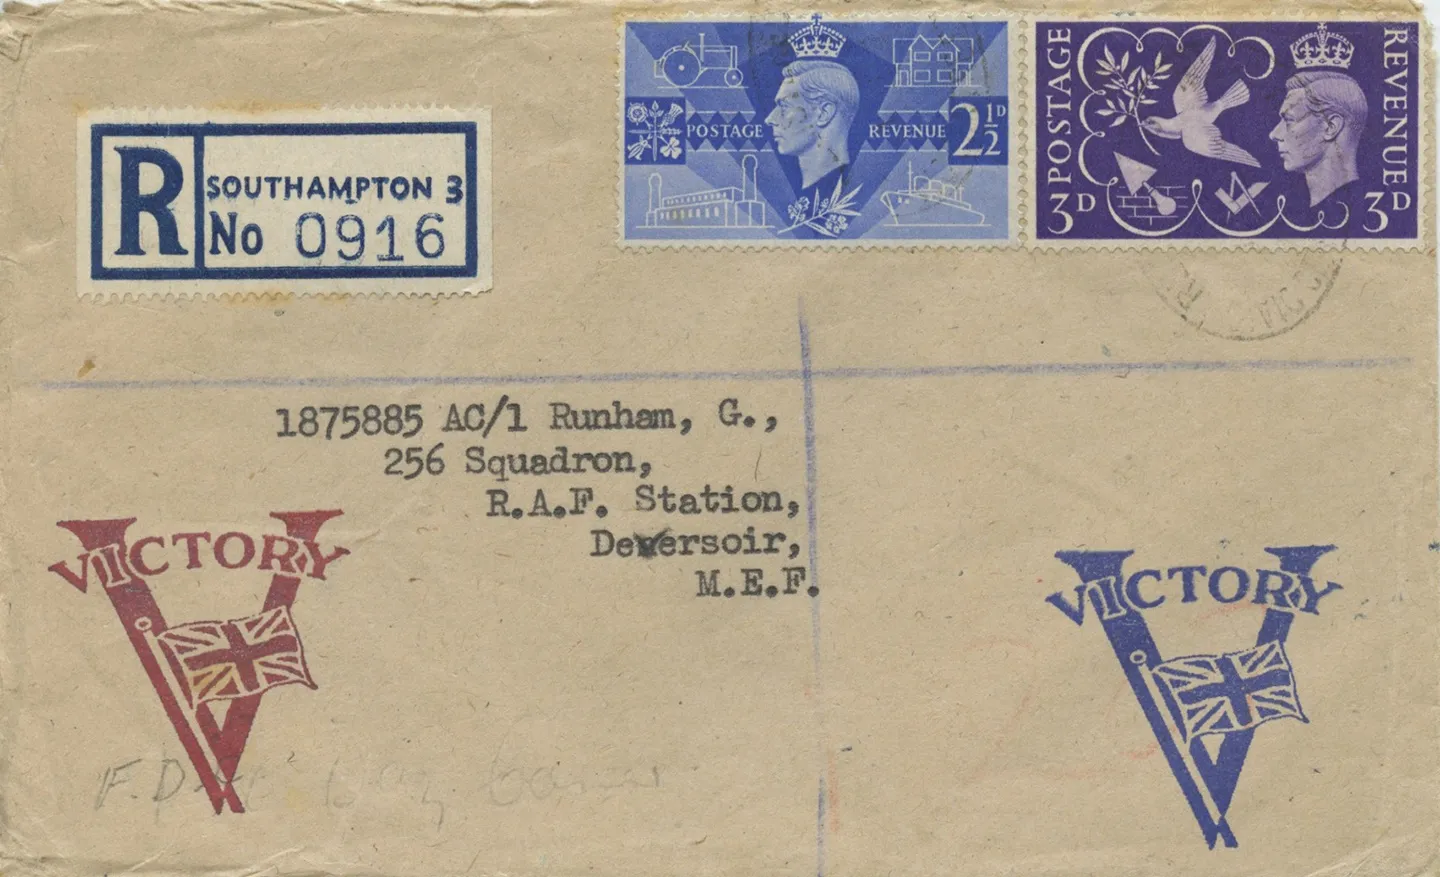 POSTAGE REVENUE 2½D
POSTAGE REVENUE
3D 3D
R SOUTHAMPTON 3
No 0916
1875885 AC/1 Runham, G.,
256 Squadron,
R.A.F. Station,
Deversoir,
M.E.F.
VICTORY
VICTORY
F.D.